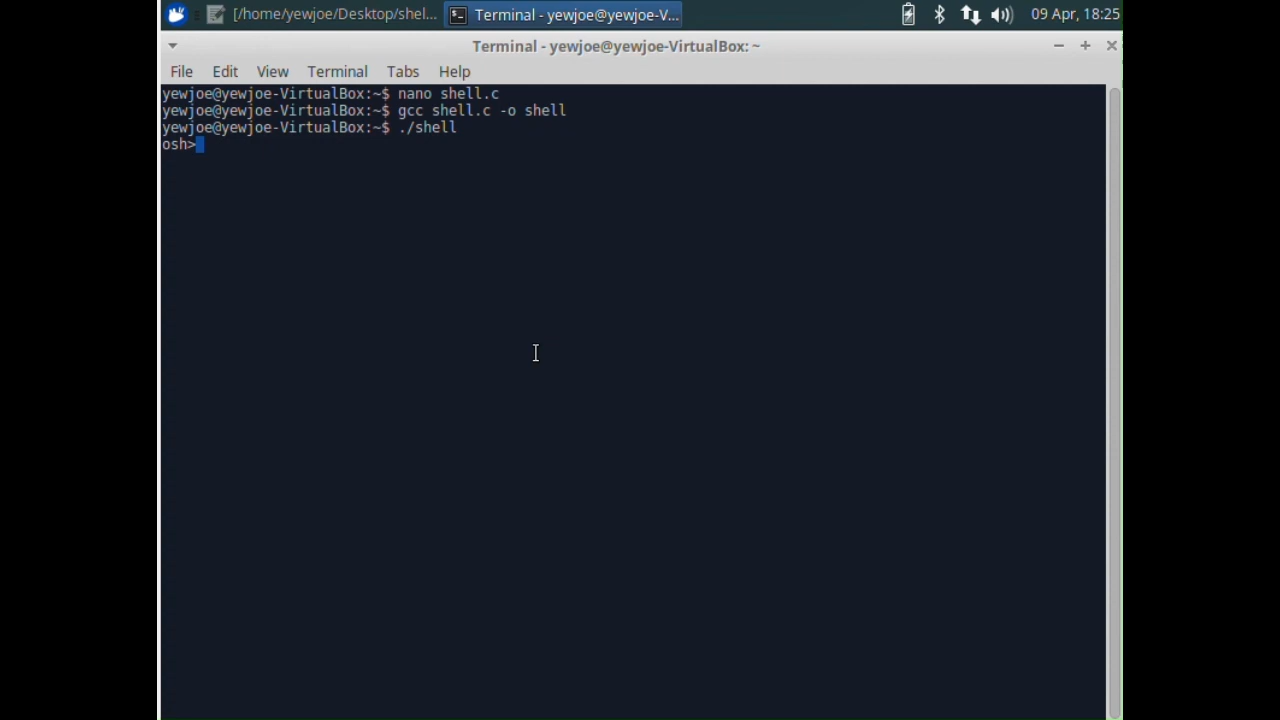 [/home/yewjoe/Desktop/shel... Terminal - yewjoe@yewjoe-V... 09 Apr, 18:25
Terminal - yewjoe@yewjoe-VirtualBox: ~
File Edit View Terminal Tabs Help
yewjoe@yewjoe-VirtualBox:~$ nano shell.c
yewjoe@yewjoe-VirtualBox:~$ gcc shell.c -o shell
yewjoe@yewjoe-VirtualBox:~$ ./shell
osh>